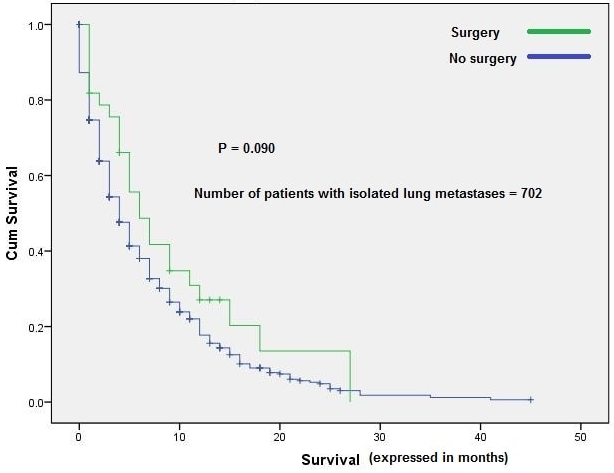 1.0
Surgery
No surgery
0.8
P = 0.090
0.6
Number of patients with isolated lung metastases = 702
Cum Survival
0.4
0.2
0.0
0 10 20 30 40 50
Survival (expressed in months)